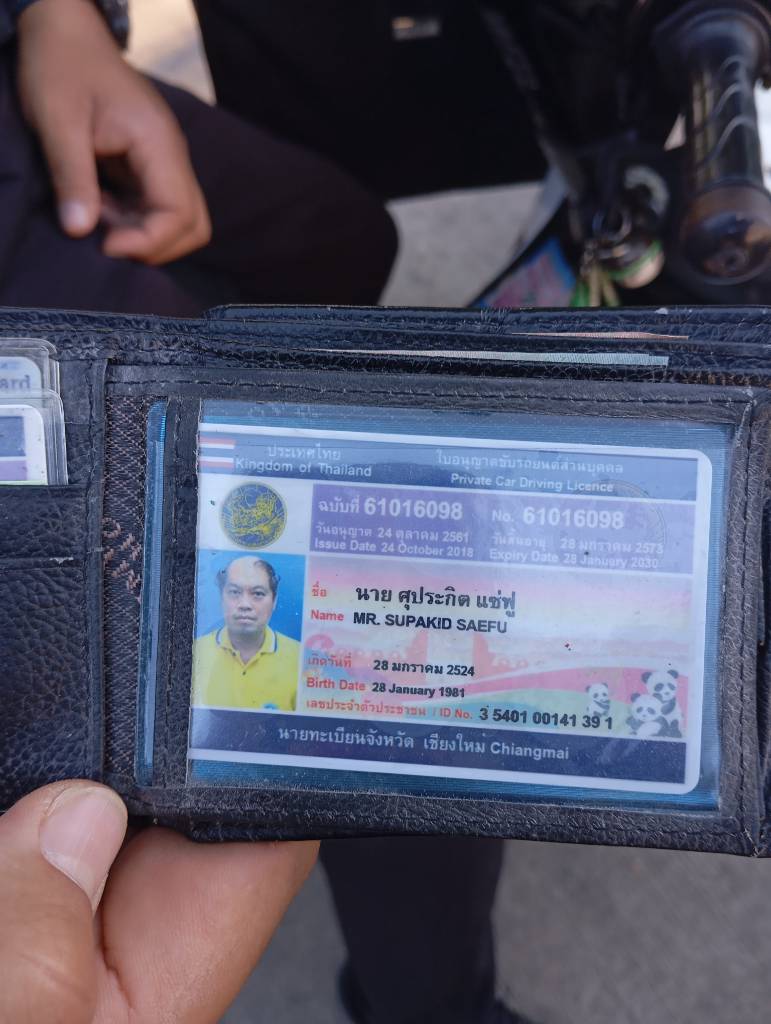 ประเทศไทย
Kingdom of Thailand
ใบอนุญาตขับรถยนต์ส่วนบุคคล
Private Car Driving Licence
ฉบับที่ 61016098
No. 61016098
วันอนุญาต 24 ตุลาคม 2561
Issue Date 24 October 2018
วันสิ้นอายุ 28 มกราคม 2573
Expiry Date 28 January 2030
ชื่อ นาย ศุประกิต แซ่ฟู
Name MR. SUPAKID SAEFU
เกิดวันที่ 28 มกราคม 2524
Birth Date 28 January 1981
เลขประจำตัวประชาชน / ID No. 3 5401 00141 39 1
นายทะเบียนจังหวัด เชียงใหม่ Chiangmai